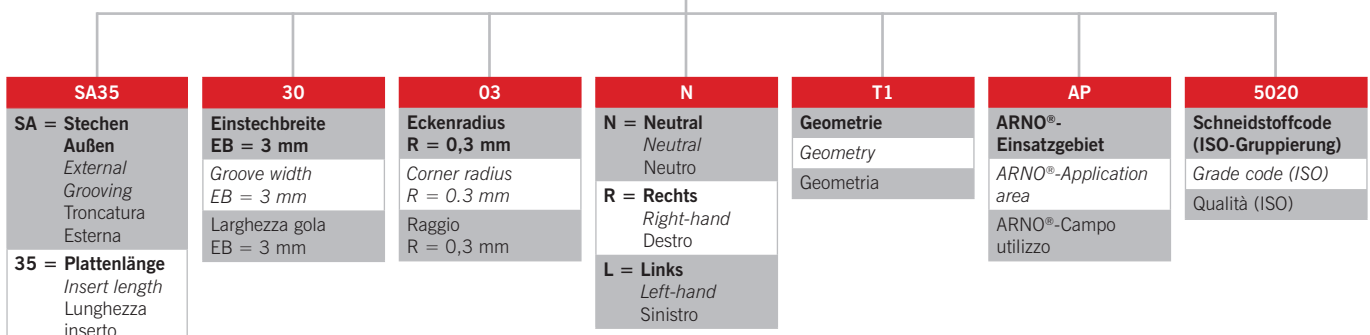 SA35
SA = Stechen
Außen
External
Grooving
Troncatura
Esterna
35 = Plattenlänge
Insert length
Lunghezza
inserto
30
Einstechbreite
EB = 3 mm
Groove width
EB = 3 mm
Larghezza gola
EB = 3 mm
03
Eckenradius
R = 0,3 mm
Corner radius
R = 0.3 mm
Raggio
R = 0,3 mm
N
N = Neutral
Neutral
Neutro
R = Rechts
Right-hand
Destro
L = Links
Left-hand
Sinistro
T1
Geometrie
Geometry
Geometria
AP
ARNO®-
Einsatzgebiet
ARNO®-Application
area
ARNO®-Campo
utilizzo
5020
Schneidstoffcode
(ISO-Gruppierung)
Grade code (ISO)
Qualità (ISO)